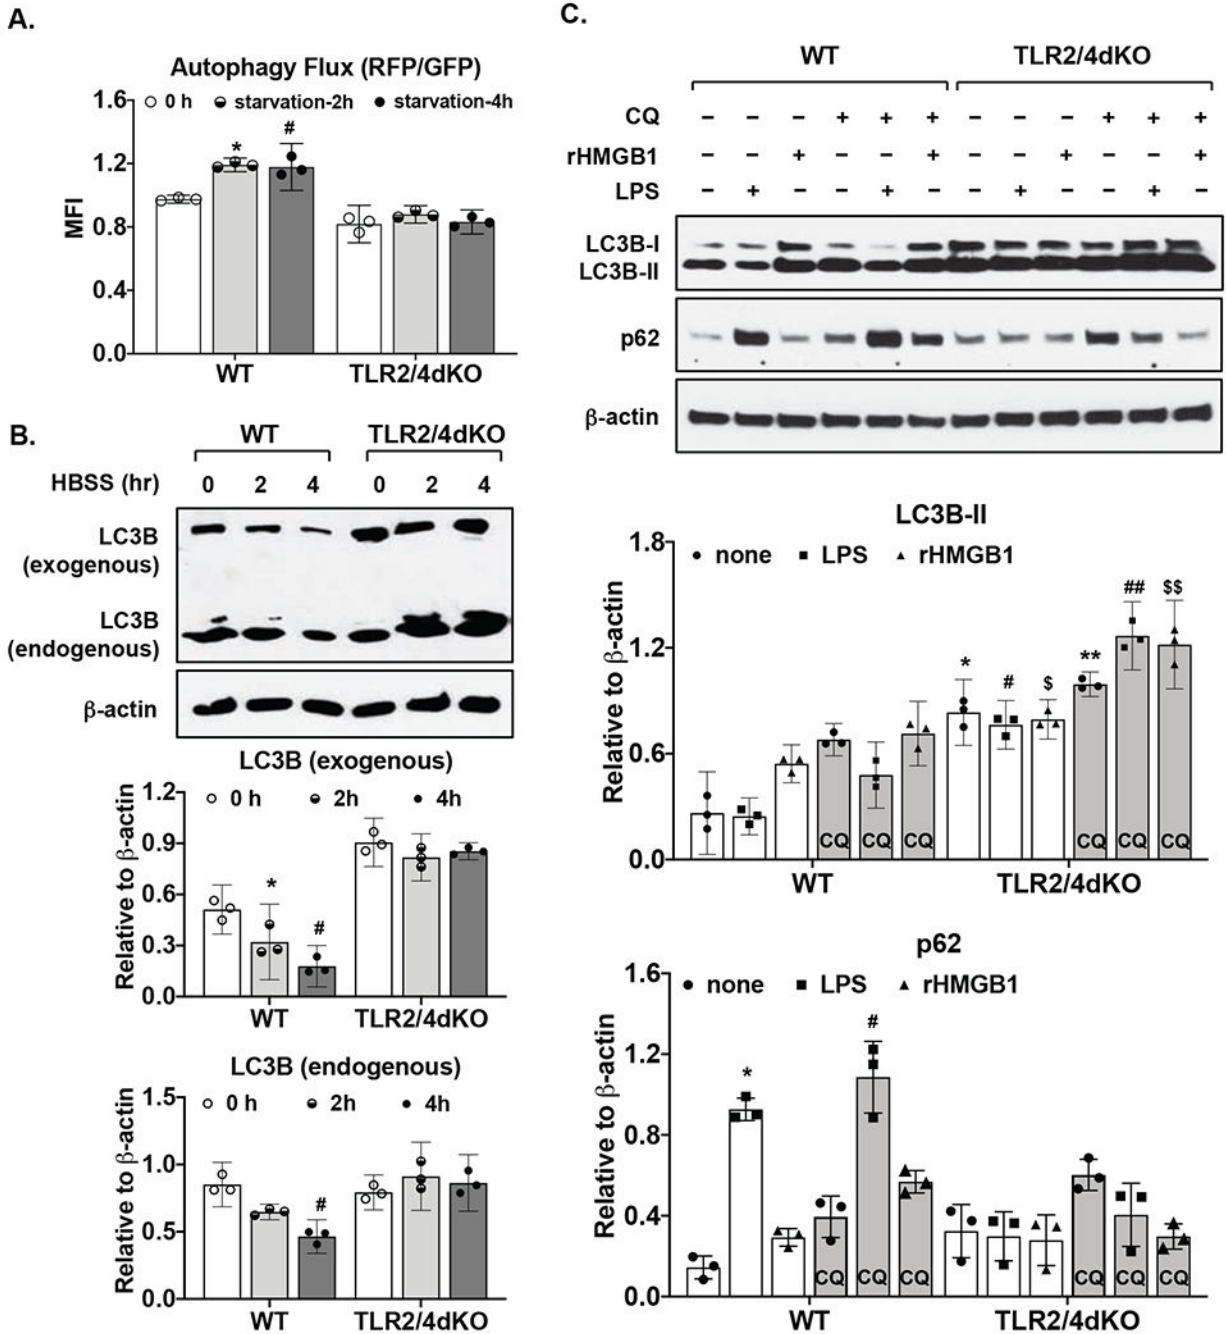 A.
Autophagy Flux (RFP/GFP)
0 h starvation-2h starvation-4h
1.6
1.2
0.8
0.4
0.0
MFI
* #
WT TLR2/4dKO
B.
WT TLR2/4dKO
HBSS (hr) 0 2 4 0 2 4
LC3B
(exogenous)
LC3B
(endogenous)
β-actin
LC3B (exogenous)
0 h 2h 4h
1.2
0.9
0.6
0.3
0.0
Relative to β-actin
* #
WT TLR2/4dKO
LC3B (endogenous)
0 h 2h 4h
1.5
1.0
0.5
0.0
Relative to β-actin
#
WT TLR2/4dKO
C.
WT TLR2/4dKO
CQ − − − + + + − − − + + +
rHMGB1 − − + − − + − − + − − +
LPS − + − − + − − + − − + −
LC3B-I
LC3B-II
p62
β-actin
LC3B-II
none LPS rHMGB1
1.8
1.2
0.6
0.0
Relative to β-actin
* # $ ** ## $$
CQ CQ CQ CQ CQ CQ
WT TLR2/4dKO
p62
none LPS rHMGB1
1.6
1.2
0.8
0.4
0.0
Relative to β-actin
* #
CQ CQ CQ CQ CQ CQ
WT TLR2/4dKO